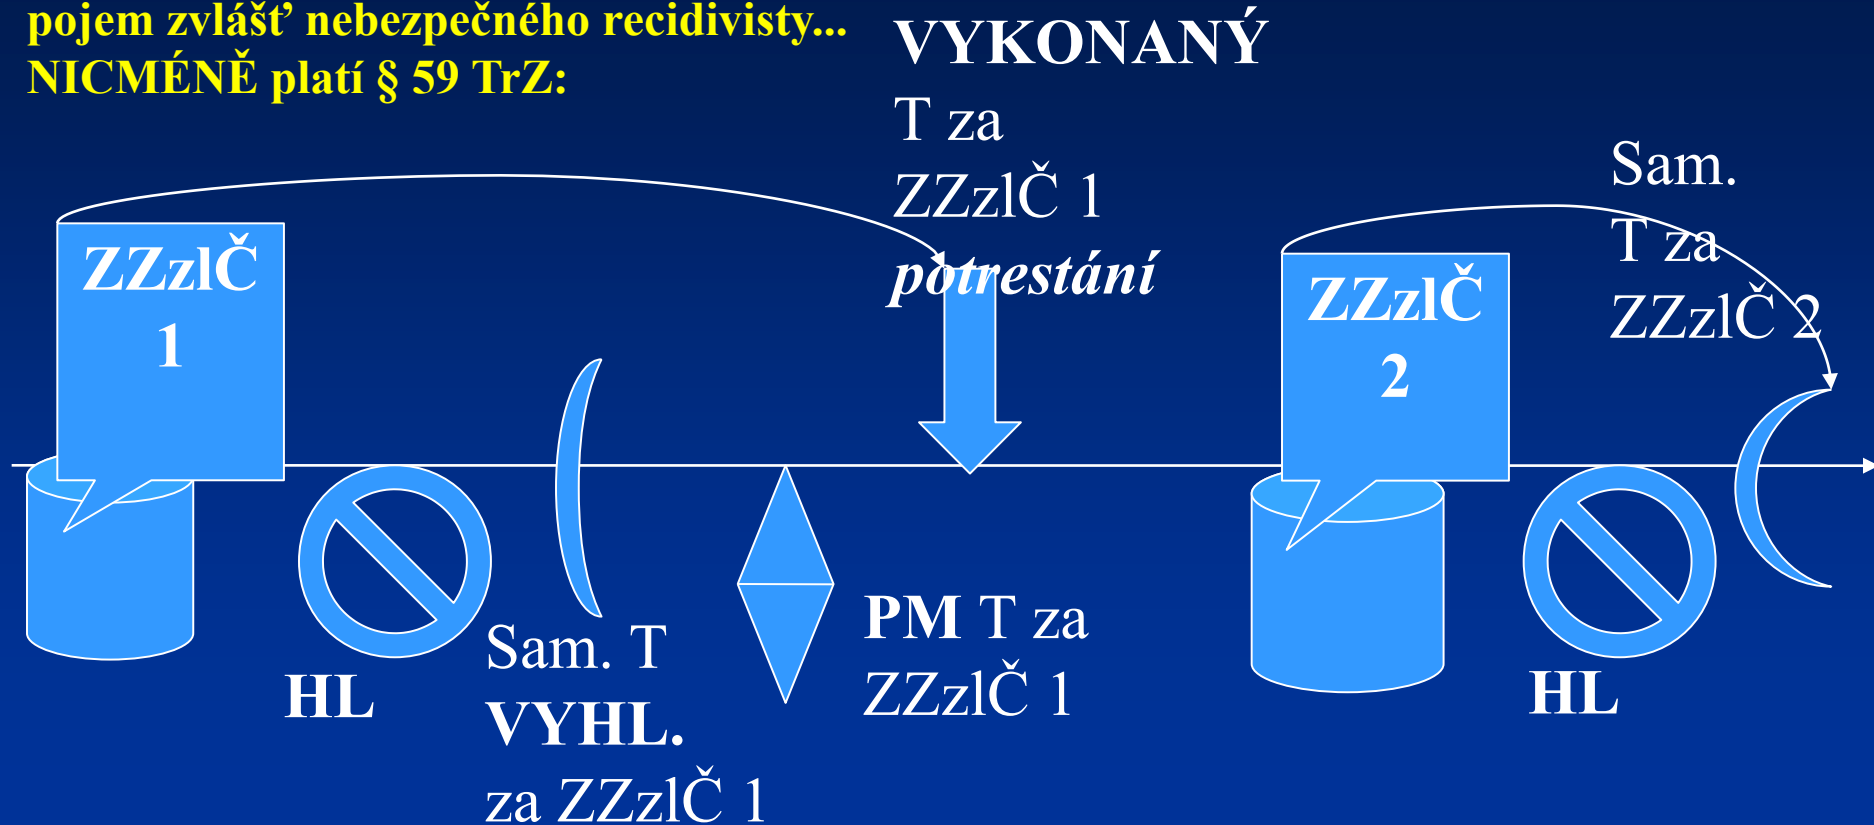 pojem zvlášť nebezpečného recidivisty...
NICMÉNĚ platí § 59 TrZ:
VYKONANÝ
T za
ZZzlČ 1
potrestání
Sam.
T za
ZZzlČ 2
ZZzlČ
1
ZZzlČ
2
HL
Sam. T
VYHL.
za ZZzlČ 1
PM T za
ZZzlČ 1
HL